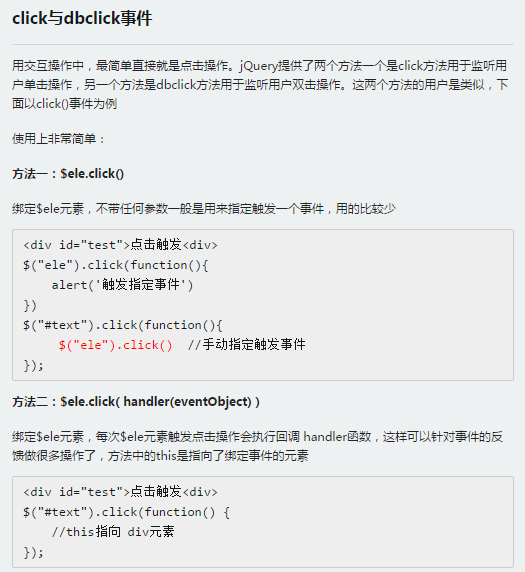 click与dbclick事件
用交互操作中，最简单直接就是点击操作。jQuery提供了两个方法一个是click方法用于监听用
户单击操作，另一个方法是dbclick方法用于监听用户双击操作。这两个方法的用户是类似，下
面以click()事件为例
使用上非常简单：
方法一：$ele.click()
绑定$ele元素，不带任何参数一般是用来指定触发一个事件，用的比较少
<div id="test">点击触发<div>
$("ele").click(function(){
    alert('触发指定事件')
})
$("#text").click(function(){
     $("ele").click()  //手动指定触发事件
});
方法二：$ele.click( handler(eventObject) )
绑定$ele元素，每次$ele元素触发点击操作会执行回调 handler函数，这样可以针对事件的反
馈做很多操作了，方法中的this是指向了绑定事件的元素
<div id="test">点击触发<div>
$("#text").click(function() {
    //this指向 div元素
});